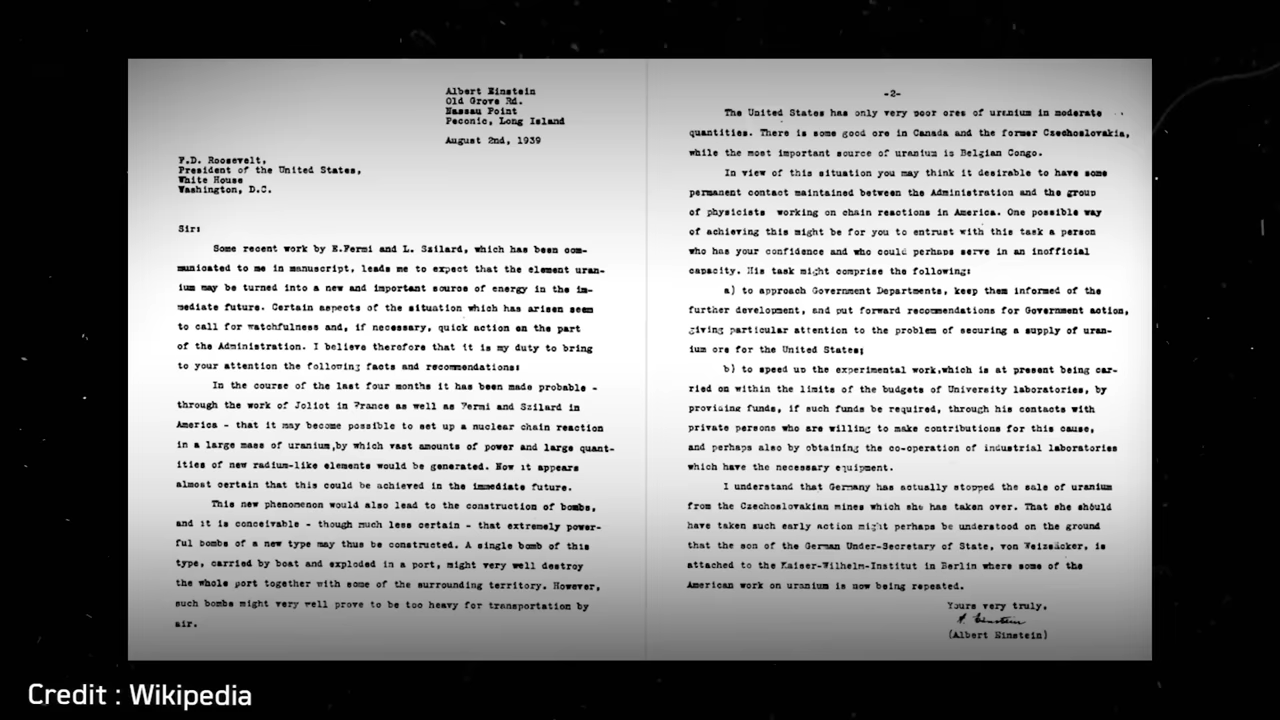 Albert Einstein
Old Grove Rd.
Nassau Point
Peconic, Long Island
August 2nd, 1939
F.D. Roosevelt,
President of the United States,
White House
Washington, D.C.
Sir:
Some recent work by E.Fermi and L. Szilard, which has been com-
municated to me in manuscript, leads me to expect that the element uran-
ium may be turned into a new and important source of energy in the im-
mediate future. Certain aspects of the situation which has arisen seem
to call for watchfulness and, if necessary, quick action on the part
of the Administration. I believe therefore that it is my duty to bring
to your attention the following facts and recommendations:
In the course of the last four months it has been made probable -
through the work of Joliot in France as well as Fermi and Szilard in
America - that it may become possible to set up a nuclear chain reaction
in a large mass of uranium,by which vast amounts of power and large quant-
ities of new radium-like elements would be generated. Now it appears
almost certain that this could be achieved in the immediate future.
This new phenomenon would also lead to the construction of bombs,
and it is conceivable - though much less certain - that extremely power-
ful bombs of a new type may thus be constructed. A single bomb of this
type, carried by boat and exploded in a port, might very well destroy
the whole port together with some of the surrounding territory. However,
such bombs might very well prove to be too heavy for transportation by
air.
-2-
The United States has only very poor ores of uranium in moderate
quantities. There is some good ore in Canada and the former Czechoslovakia,
while the most important source of uranium is Belgian Congo.
In view of this situation you may think it desirable to have some
permanent contact maintained between the Administration and the group
of physicists working on chain reactions in America. One possible way
of achieving this might be for you to entrust with this task a person
who has your confidence and who could perhaps serve in an inofficial
capacity. His task might comprise the following:
a) to approach Government Departments, keep them informed of the
further development, and put forward recommendations for Government action,
giving particular attention to the problem of securing a supply of uran-
ium ore for the United States;
b) to speed up the experimental work,which is at present being car-
ried on within the limits of the budgets of University laboratories, by
providing funds, if such funds be required, through his contacts with
private persons who are willing to make contributions for this cause,
and perhaps also by obtaining the co-operation of industrial laboratories
which have the necessary equipment.
I understand that Germany has actually stopped the sale of uranium
from the Czechoslovakian mines which she has taken over. That she should
have taken such early action might perhaps be understood on the ground
that the son of the German Under-Secretary of State, von Weizsäcker, is
attached to the Kaiser-Wilhelm-Institut in Berlin where some of the
American work on uranium is now being repeated.
Yours very truly,
A. Einstein
(Albert Einstein)
Credit : Wikipedia